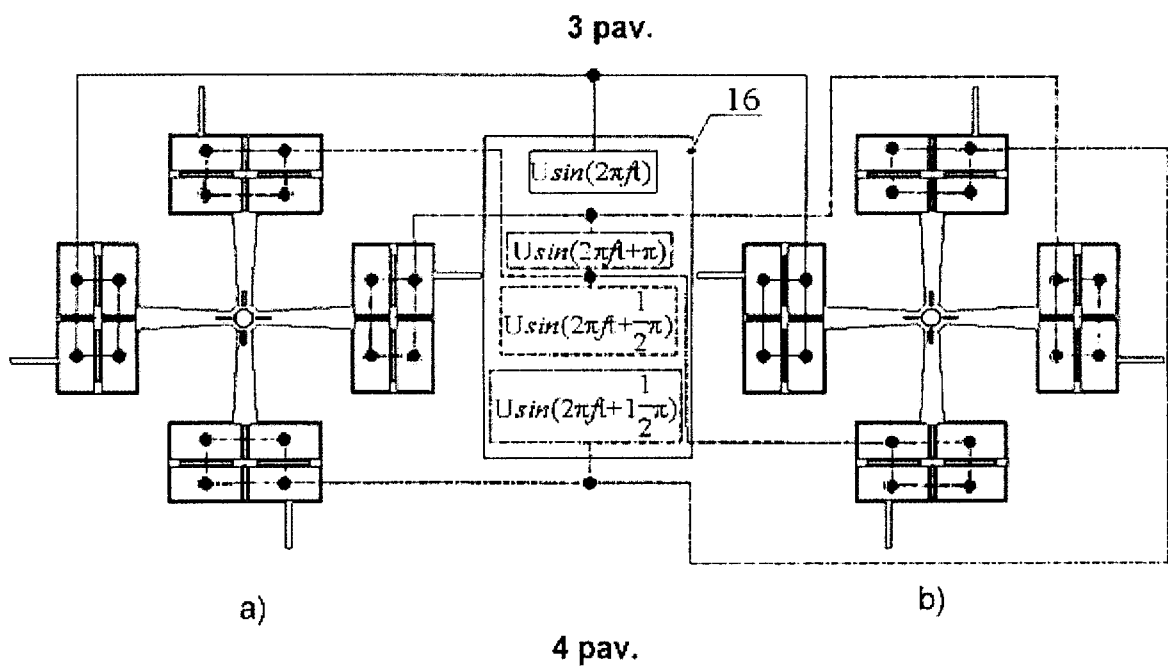 3 pav.
16
Usin(2πft)
Usin(2πft+π)
Usin(2πft+1/2π)
Usin(2πft+1 1/2π)
a)
b)
4 pav.